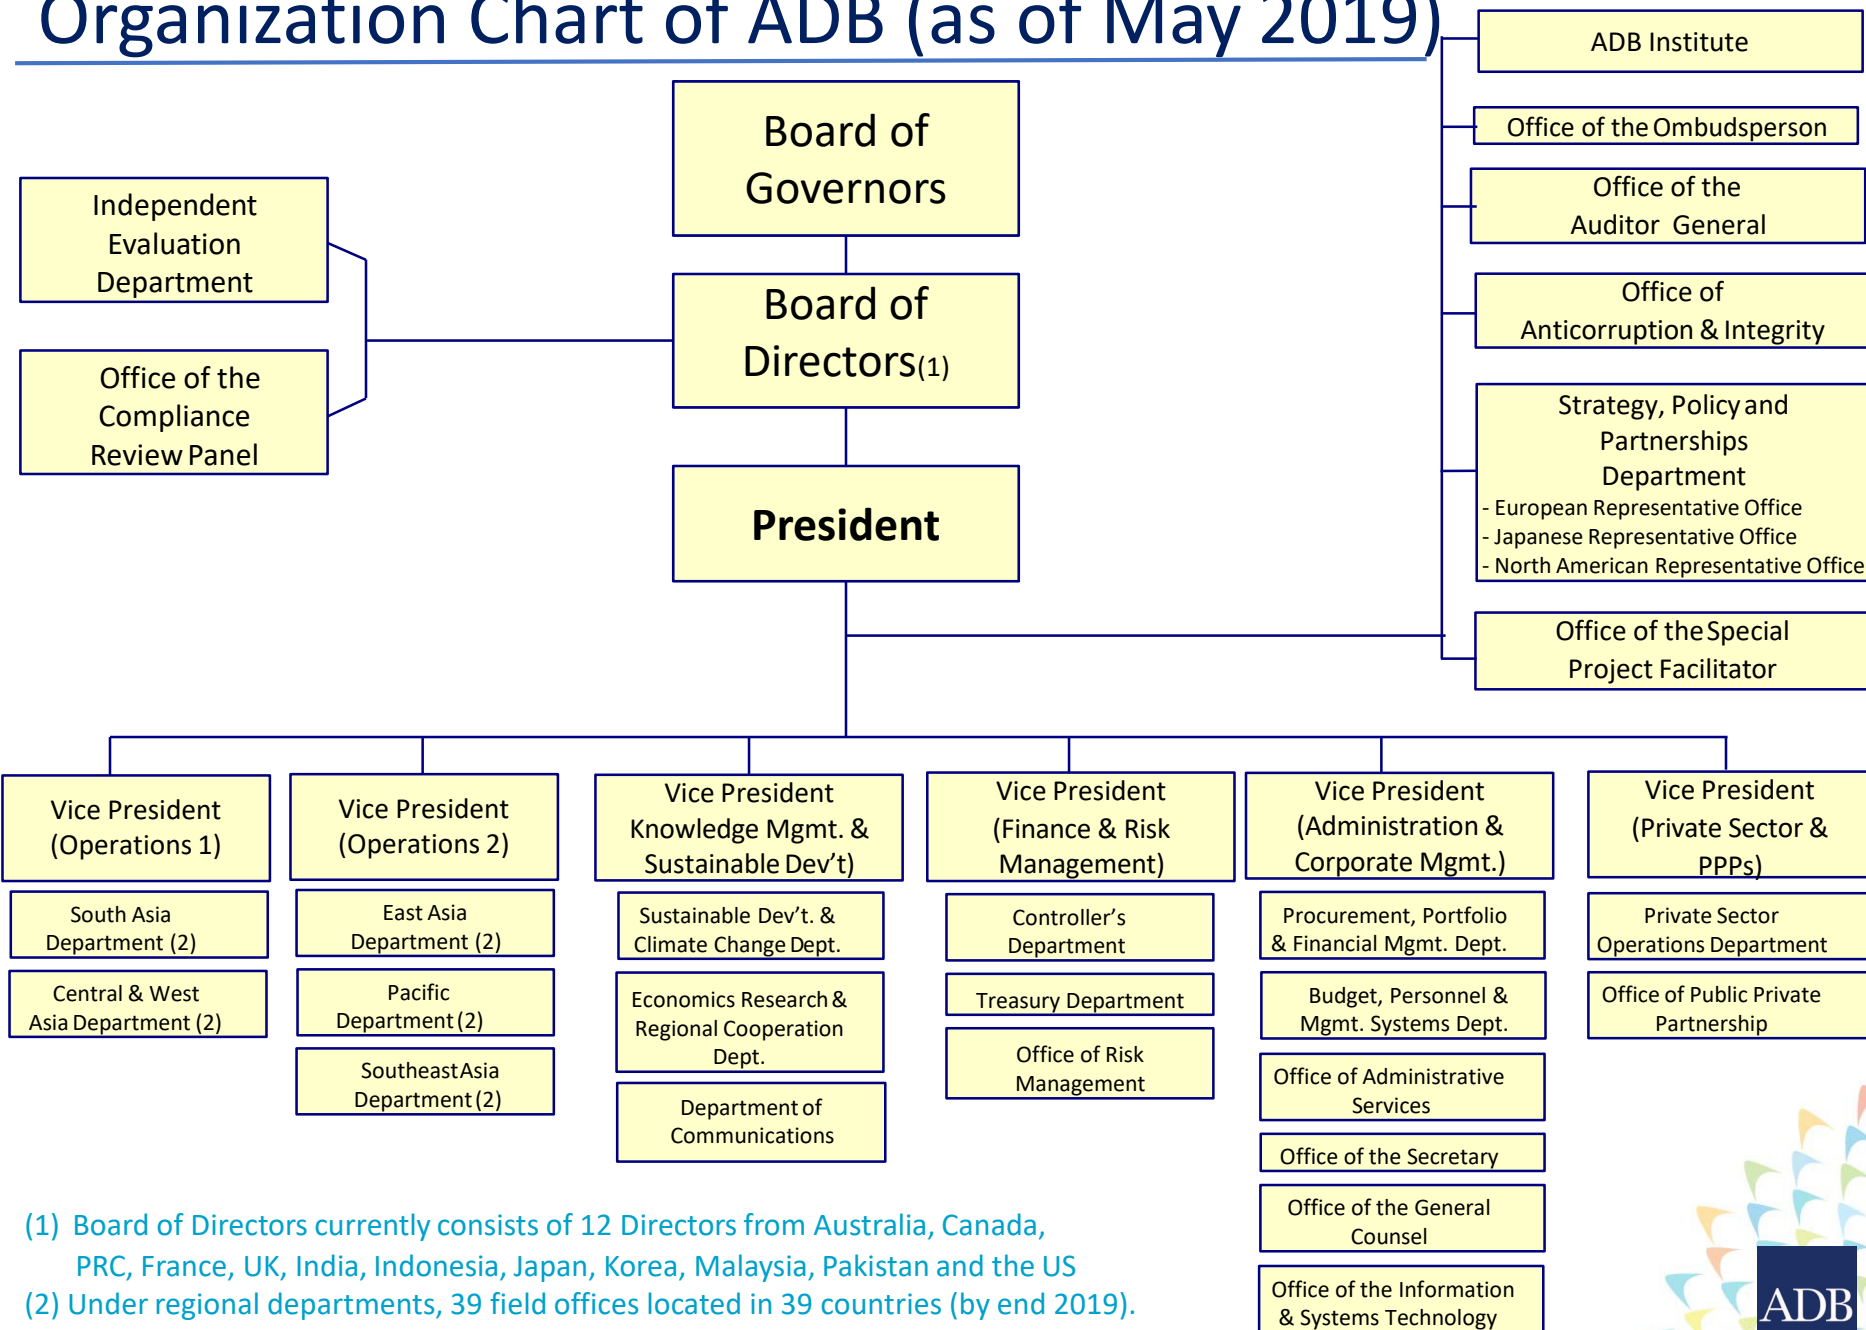 Organization Chart of ADB (as of May 2019)
ADB Institute
Office of the Ombudsperson
Office of the
Auditor General
Office of
Anticorruption & Integrity
Strategy, Policy and
Partnerships
Department
- European Representative Office
- Japanese Representative Office
- North American Representative Office
Office of the Special
Project Facilitator
Board of
Governors
Independent
Evaluation
Department
Board of
Directors(1)
Office of the
Compliance
Review Panel
President
Vice President
(Operations 1)
South Asia
Department (2)
Central & West
Asia Department (2)
Vice President
(Operations 2)
East Asia
Department (2)
Pacific
Department (2)
Southeast Asia
Department (2)
Vice President
Knowledge Mgmt. &
Sustainable Dev't)
Sustainable Dev't. &
Climate Change Dept.
Economics Research &
Regional Cooperation
Dept.
Department of
Communications
Vice President
(Finance & Risk
Management)
Controller's
Department
Treasury Department
Office of Risk
Management
Vice President
(Administration &
Corporate Mgmt.)
Procurement, Portfolio
& Financial Mgmt. Dept.
Budget, Personnel &
Mgmt. Systems Dept.
Office of Administrative
Services
Office of the Secretary
Office of the General
Counsel
Office of the Information
& Systems Technology
Vice President
(Private Sector &
PPPs)
Private Sector
Operations Department
Office of Public Private
Partnership
(1) Board of Directors currently consists of 12 Directors from Australia, Canada,
PRC, France, UK, India, Indonesia, Japan, Korea, Malaysia, Pakistan and the US
(2) Under regional departments, 39 field offices located in 39 countries (by end 2019).
ADB